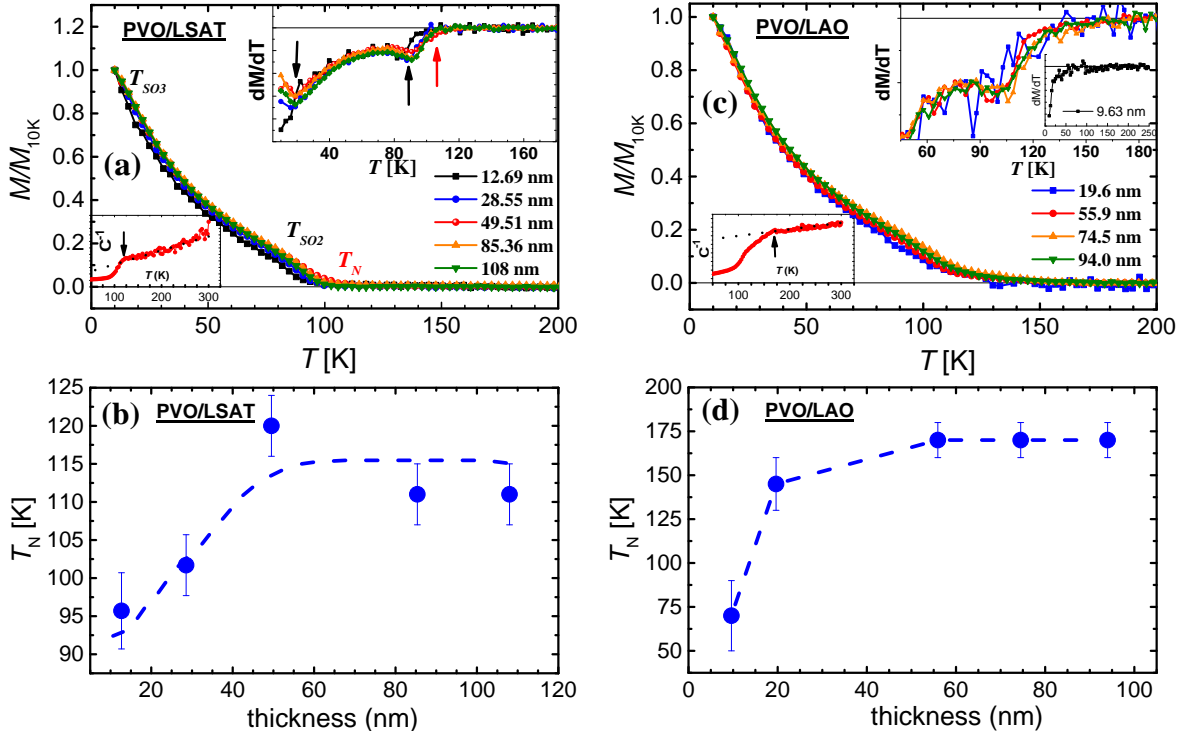 PVO/LSAT
(a)
M/M10K
1.2
1.0
0.8
0.6
0.4
0.2
0.0
0 50 100 150 200
T [K]
TSO3
TSO2
TN
dM/dT
40 80 120 160
T [K]
12.69 nm
28.55 nm
49.51 nm
85.36 nm
108 nm
C-1
T (K)
100 200 300
PVO/LAO
(c)
M/M10K
1.0
0.8
0.6
0.4
0.2
0.0
0 50 100 150 200
T [K]
dM/dT
60 90 120 150 180
T [K]
dM/dT
9.63 nm
0 50 100 150 200 250
19.6 nm
55.9 nm
74.5 nm
94.0 nm
C-1
T (K)
100 200 300
(b)
PVO/LSAT
TN [K]
125
120
115
110
105
100
95
90
20 40 60 80 100 120
thickness (nm)
(d)
PVO/LAO
TN [K]
200
175
150
125
100
75
50
0 20 40 60 80 100
thickness (nm)